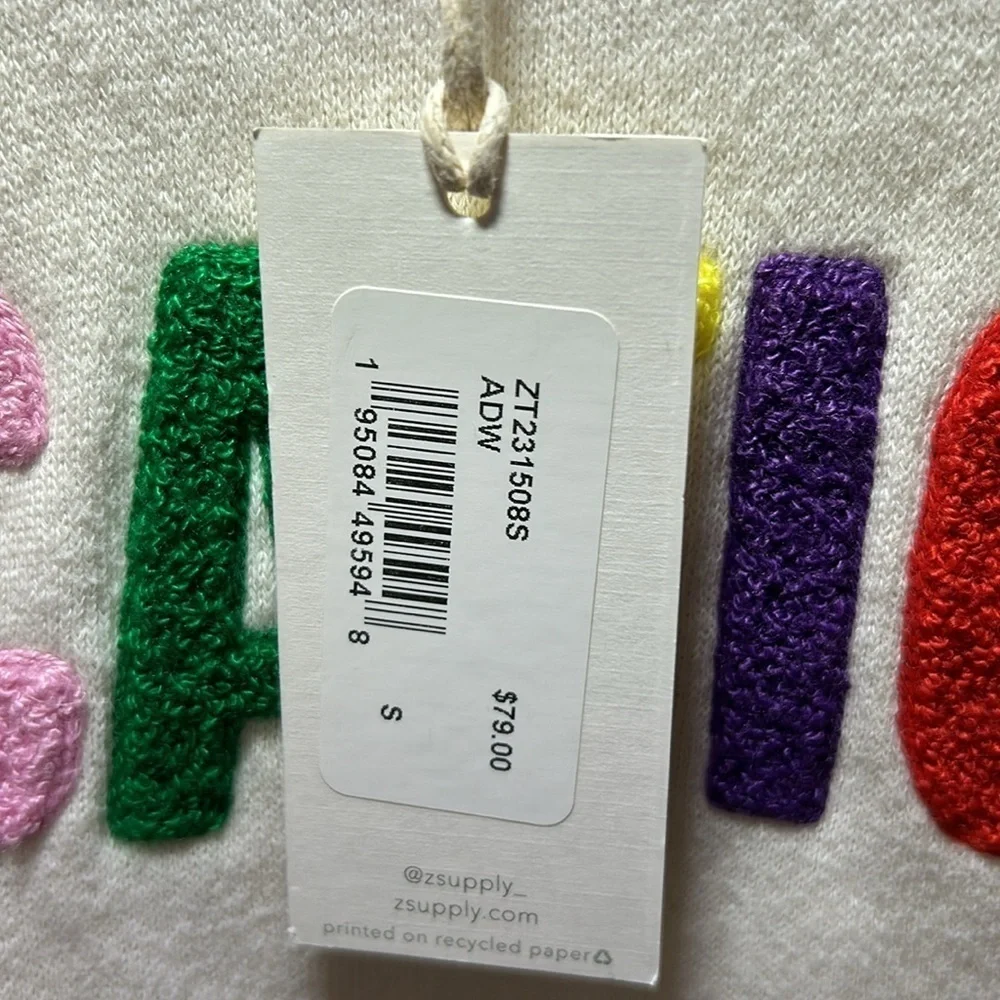 ZT231508S
ADW
1 95084 49594 8
$79.00
S
@zsupply_
zsupply.com
printed on recycled paper